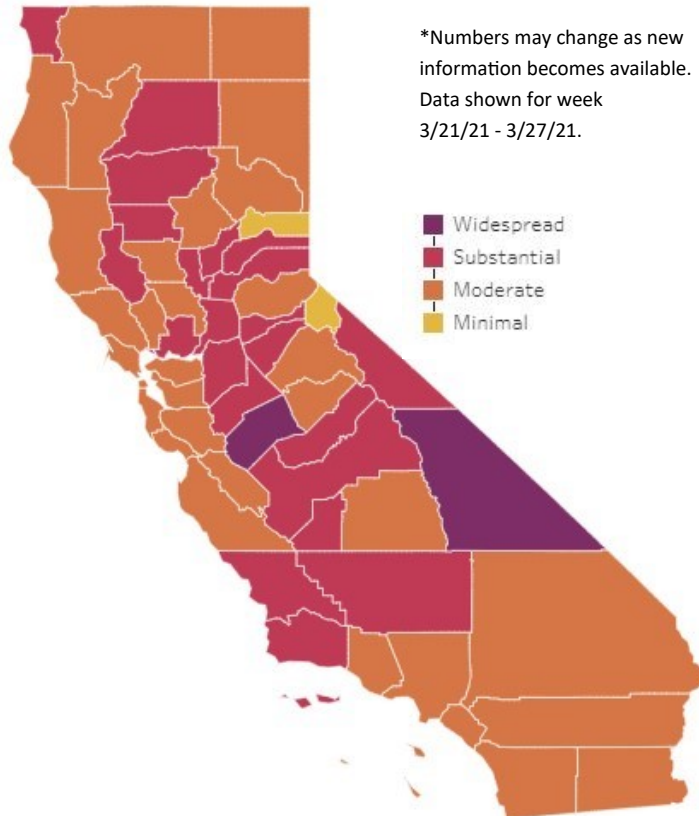 *Numbers may change as new
information becomes available.
Data shown for week
3/21/21 - 3/27/21.
Widespread
Substantial
Moderate
Minimal